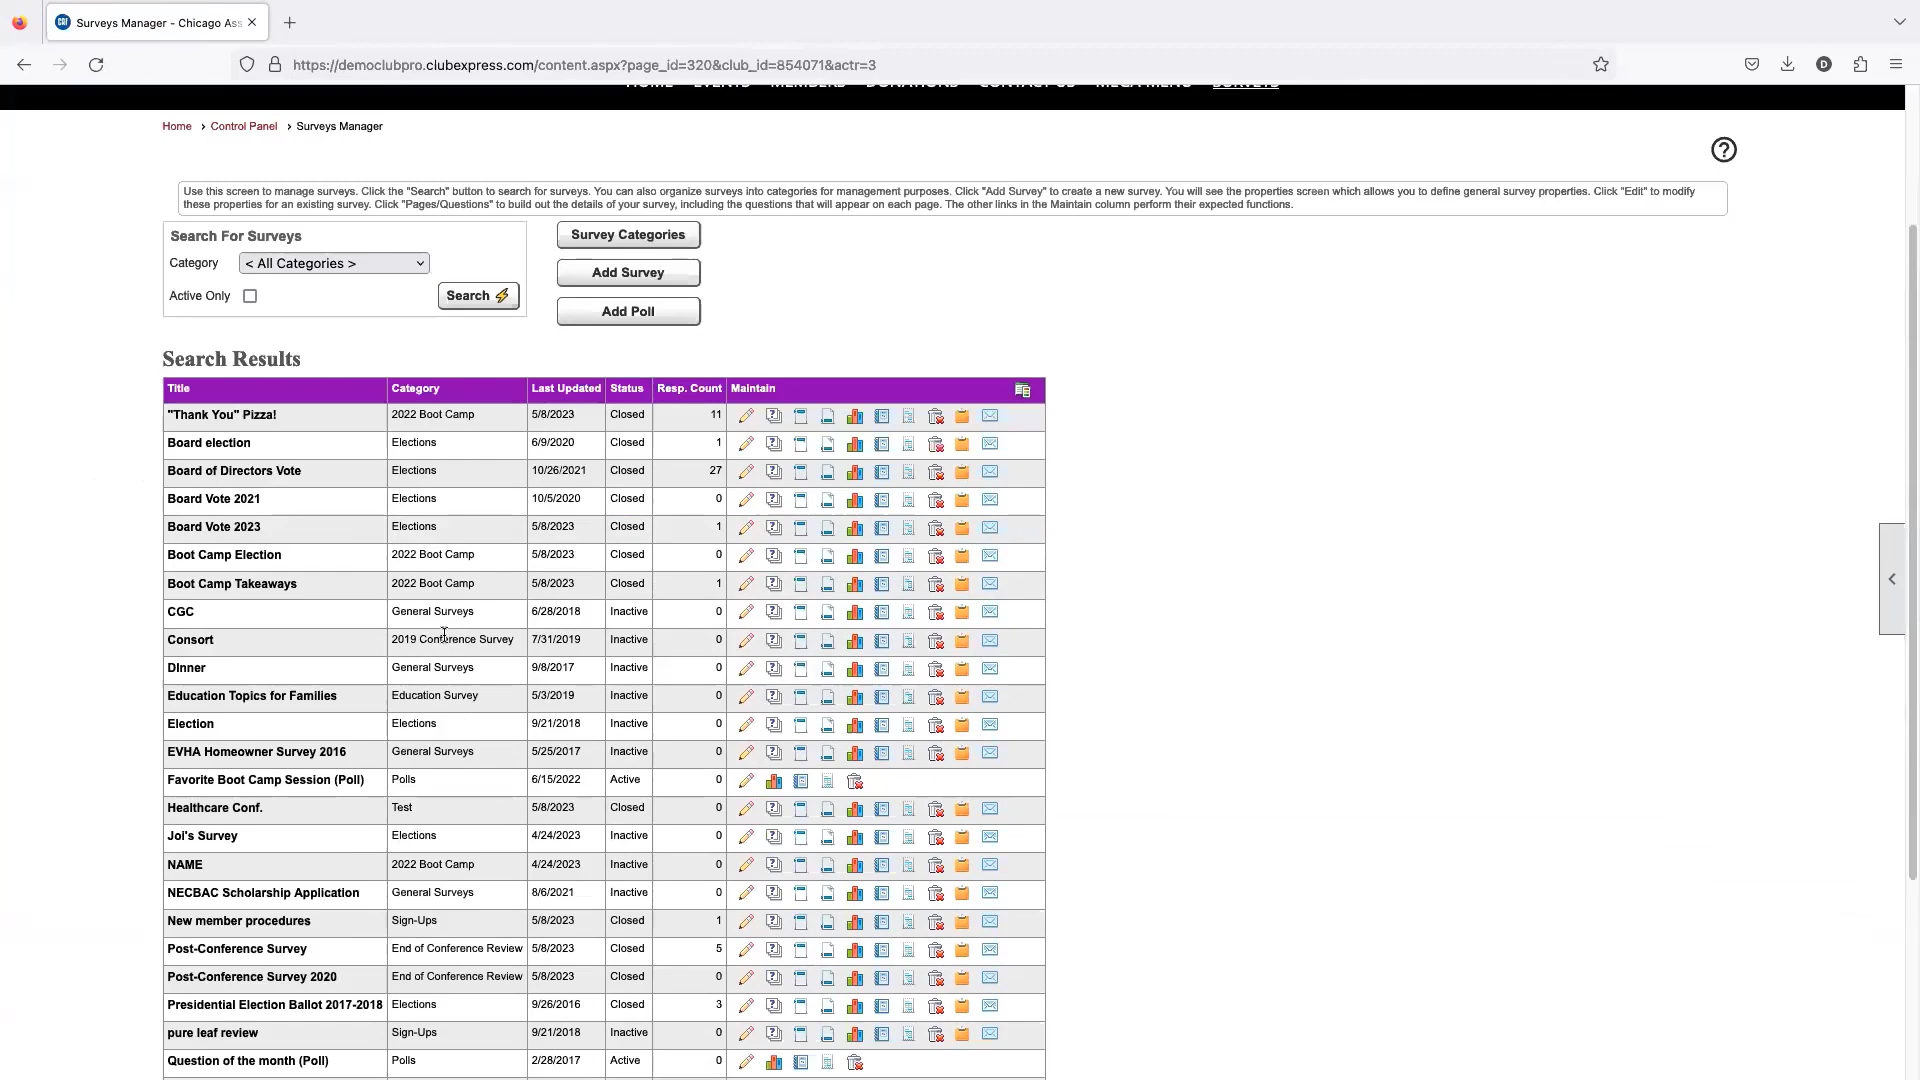 Surveys Manager - Chicago Ass
https://democlubpro.clubexpress.com/content.aspx?page_id=320&club_id=854071&actr=3
D
HOME EVENTS MEMBERS DONATIONS CONTACT US MEGA MENU SURVEYS
Home › Control Panel › Surveys Manager
?
Use this screen to manage surveys. Click the "Search" button to search for surveys. You can also organize surveys into categories for management purposes. Click "Add Survey" to create a new survey. You will see the properties screen which allows you to define general survey properties. Click "Edit" to modify
these properties for an existing survey. Click "Pages/Questions" to build out the details of your survey, including the questions that will appear on each page. The other links in the Maintain column perform their expected functions.
Search For Surveys
Category < All Categories >
Active Only Search
Survey Categories
Add Survey
Add Poll
Search Results
Title Category Last Updated Status Resp. Count Maintain
"Thank You" Pizza! 2022 Boot Camp 5/8/2023 Closed 11
Board election Elections 6/9/2020 Closed 1
Board of Directors Vote Elections 10/26/2021 Closed 27
Board Vote 2021 Elections 10/5/2020 Closed 0
Board Vote 2023 Elections 5/8/2023 Closed 1
Boot Camp Election 2022 Boot Camp 5/8/2023 Closed 0
Boot Camp Takeaways 2022 Boot Camp 5/8/2023 Closed 1
CGC General Surveys 6/28/2018 Inactive 0
Consort 2019 Conference Survey 7/31/2019 Inactive 0
DInner General Surveys 9/8/2017 Inactive 0
Education Topics for Families Education Survey 5/3/2019 Inactive 0
Election Elections 9/21/2018 Inactive 0
EVHA Homeowner Survey 2016 General Surveys 5/25/2017 Inactive 0
Favorite Boot Camp Session (Poll) Polls 6/15/2022 Active 0
Healthcare Conf. Test 5/8/2023 Closed 0
Joi's Survey Elections 4/24/2023 Inactive 0
NAME 2022 Boot Camp 4/24/2023 Inactive 0
NECBAC Scholarship Application General Surveys 8/6/2021 Inactive 0
New member procedures Sign-Ups 5/8/2023 Closed 1
Post-Conference Survey End of Conference Review 5/8/2023 Closed 5
Post-Conference Survey 2020 End of Conference Review 5/8/2023 Closed 0
Presidential Election Ballot 2017-2018 Elections 9/26/2016 Closed 3
pure leaf review Sign-Ups 9/21/2018 Inactive 0
Question of the month (Poll) Polls 2/28/2017 Active 0